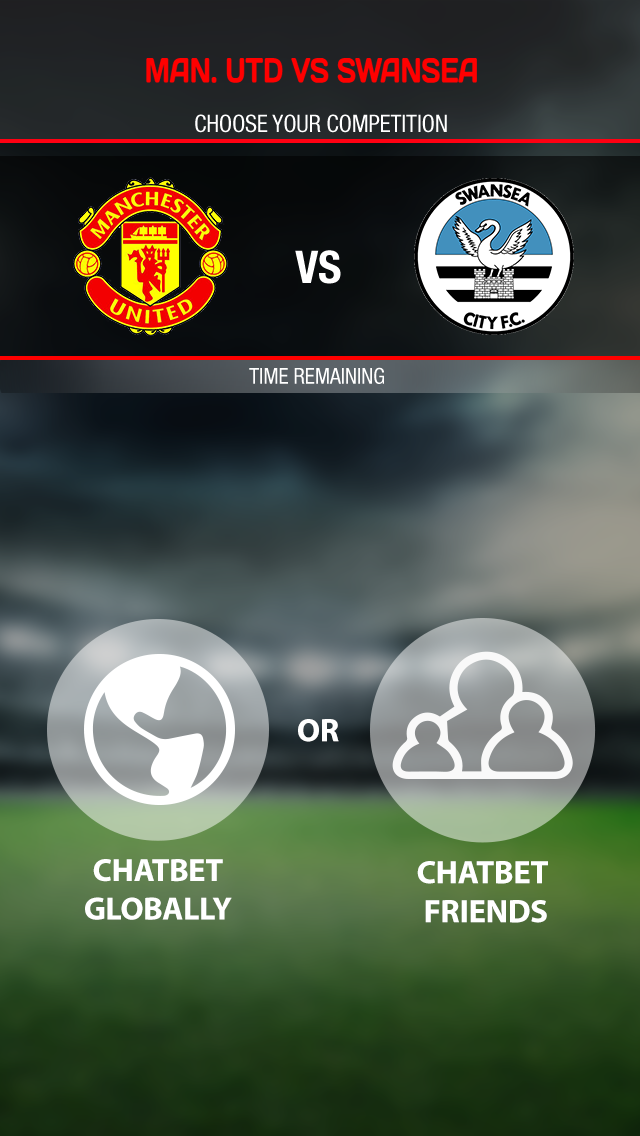 MAN. UTD VS SWANSEA
CHOOSE YOUR COMPETITION
MANCHESTER
UNITED
VS
SWANSEA
CITY F.C.
TIME REMAINING
OR
CHATBET
GLOBALLY
CHATBET
FRIENDS